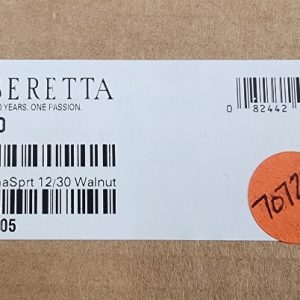 BERETTA
0 YEARS. ONE PASSION.
0
0 82442
aSprt 12/30 Walnut
05
7072